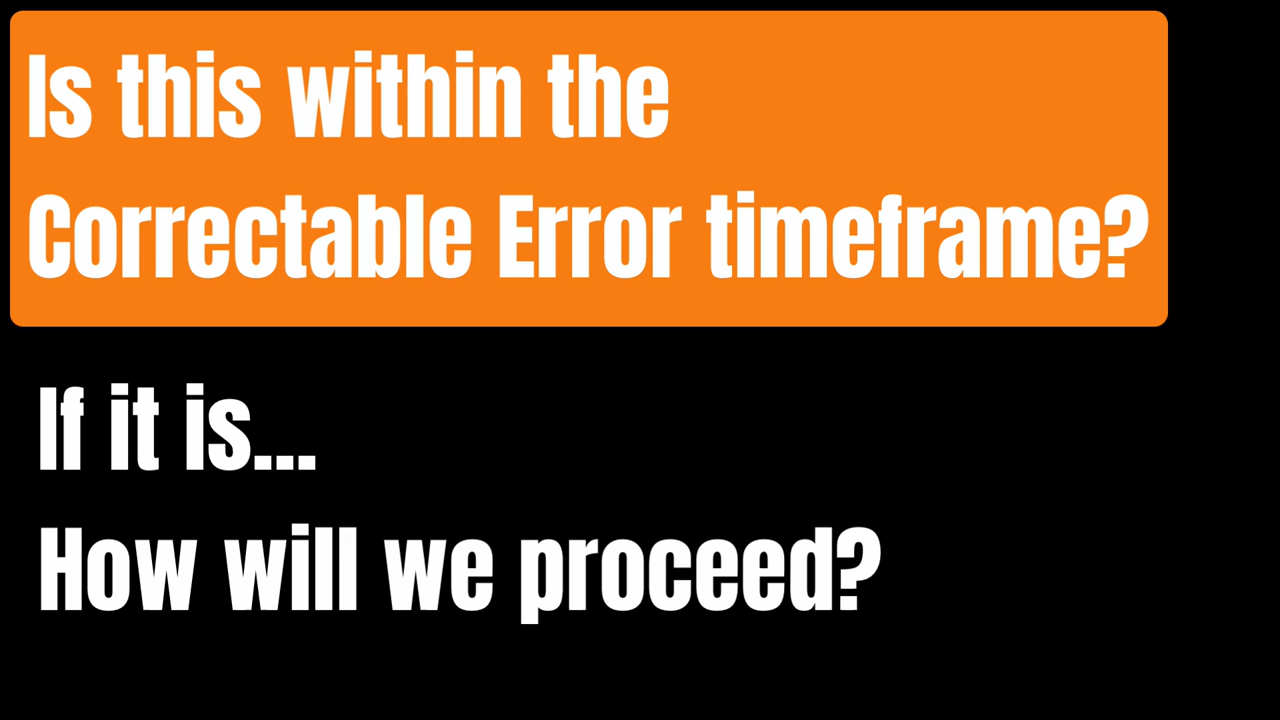 Is this within the
Correctable Error timeframe?
If it is...
How will we proceed?